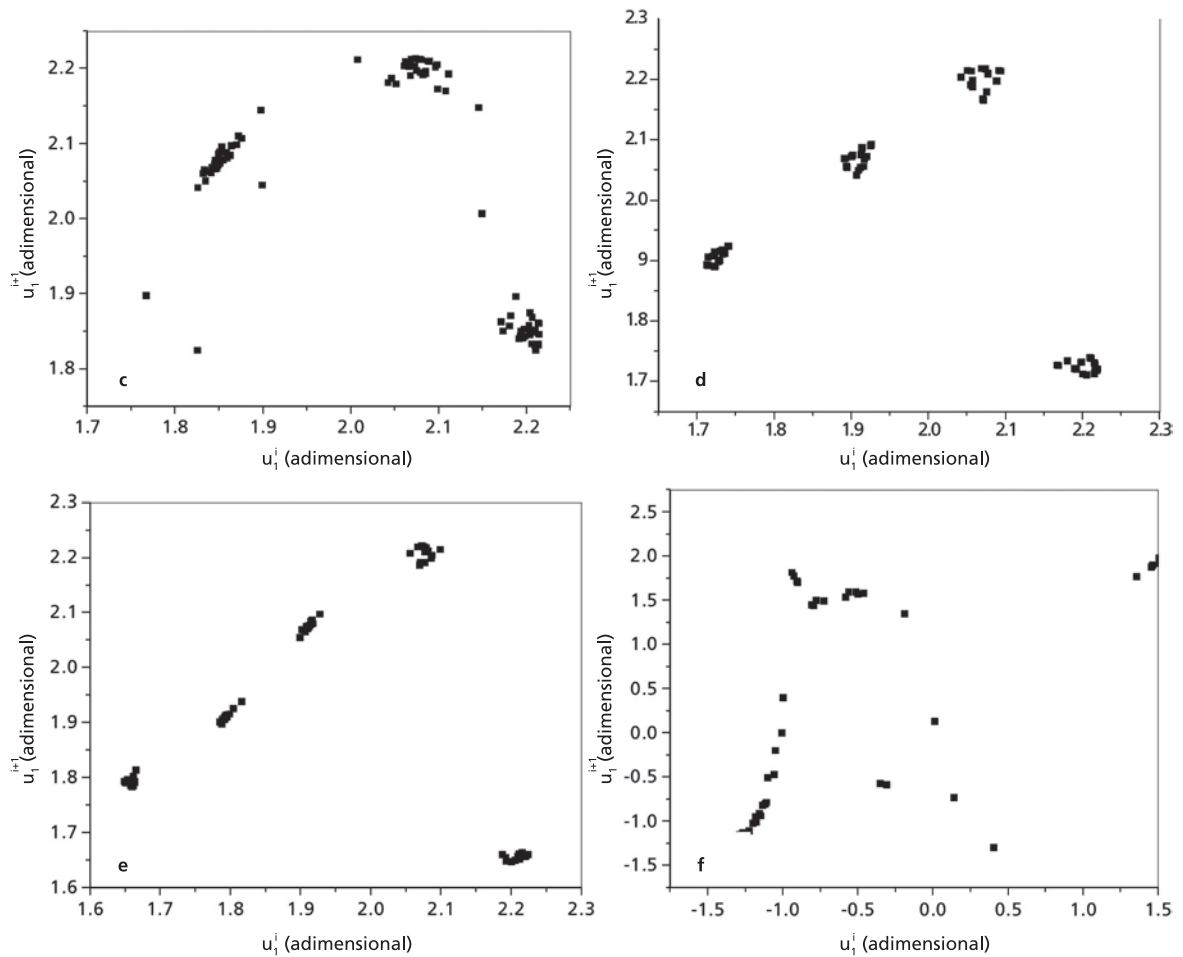 2.2
2.1
2.0
1.9
1.8
u₁ⁱ⁺¹ (adimensional)
c
1.7 1.8 1.9 2.0 2.1 2.2
u₁ⁱ (adimensional)
2.3
2.2
2.1
2.0
9
1.8
1.7
u₁ⁱ⁺¹ (adimensional)
d
1.7 1.8 1.9 2.0 2.1 2.2 2.3
u₁ⁱ (adimensional)
2.3
2.2
2.1
2.0
1.9
1.8
1.7
1.6
u₁ⁱ⁺¹ (adimensional)
e
1.6 1.7 1.8 1.9 2.0 2.1 2.2 2.3
u₁ⁱ (adimensional)
2.5
2.0
1.5
1.0
0.5
0.0
-0.5
-1.0
-1.5
u₁ⁱ⁺¹ (adimensional)
f
-1.5 -1.0 -0.5 0.0 0.5 1.0 1.5
u₁ⁱ (adimensional)